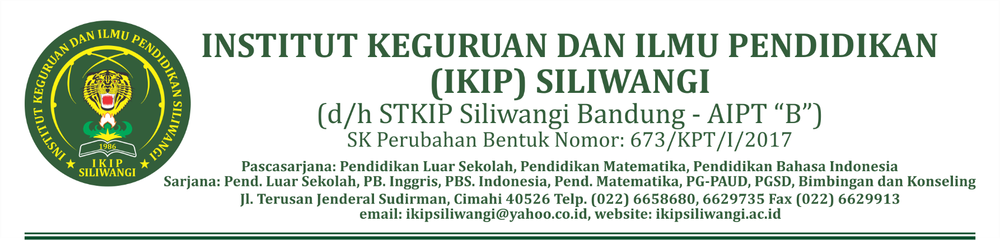 INSTITUT KEGURUAN DAN ILMU PENDIDIKAN SILIWANGI
1986
IKIP
SILIWANGI
INSTITUT KEGURUAN DAN ILMU PENDIDIKAN
(IKIP) SILIWANGI
(d/h STKIP Siliwangi Bandung - AIPT “B”)
SK Perubahan Bentuk Nomor: 673/KPT/I/2017
Pascasarjana: Pendidikan Luar Sekolah, Pendidikan Matematika, Pendidikan Bahasa Indonesia
Sarjana: Pend. Luar Sekolah, PB. Inggris, PBS. Indonesia, Pend. Matematika, PG-PAUD, PGSD, Bimbingan dan Konseling
Jl. Terusan Jenderal Sudirman, Cimahi 40526 Telp. (022) 6658680, 6629735 Fax (022) 6629913
email: ikipsiliwangi@yahoo.co.id, website: ikipsiliwangi.ac.id